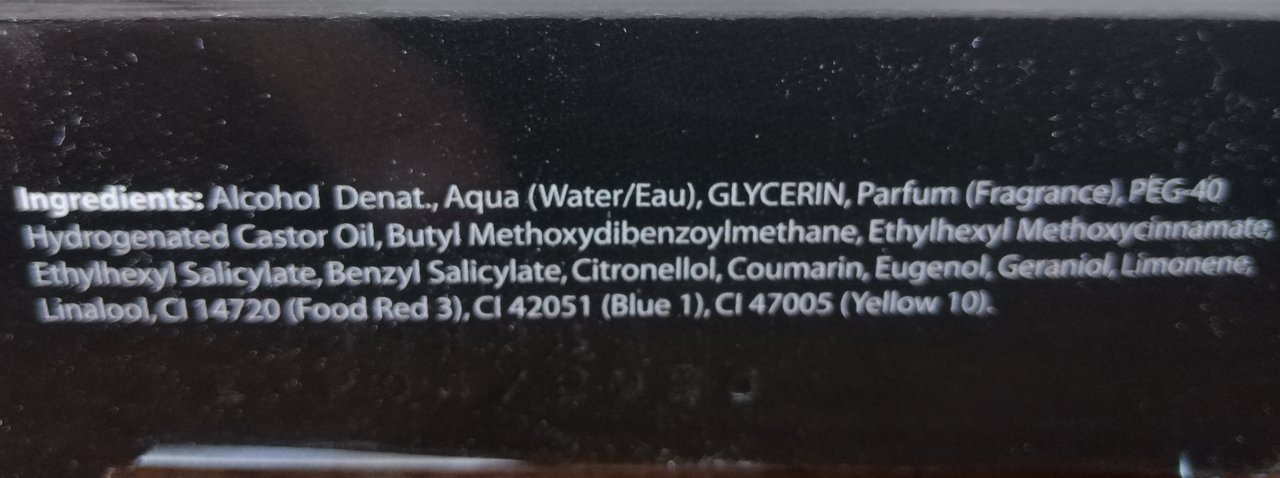 Ingredients: Alcohol Denat., Aqua (Water/Eau), GLYCERIN, Parfum (Fragrance), PEG-40
Hydrogenated Castor Oil, Butyl Methoxydibenzoylmethane, Ethylhexyl Methoxycinnamate,
Ethylhexyl Salicylate, Benzyl Salicylate, Citronellol, Coumarin, Eugenol, Geraniol, Limonene,
Linalool, CI 14720 (Food Red 3), CI 42051 (Blue 1), CI 47005 (Yellow 10).